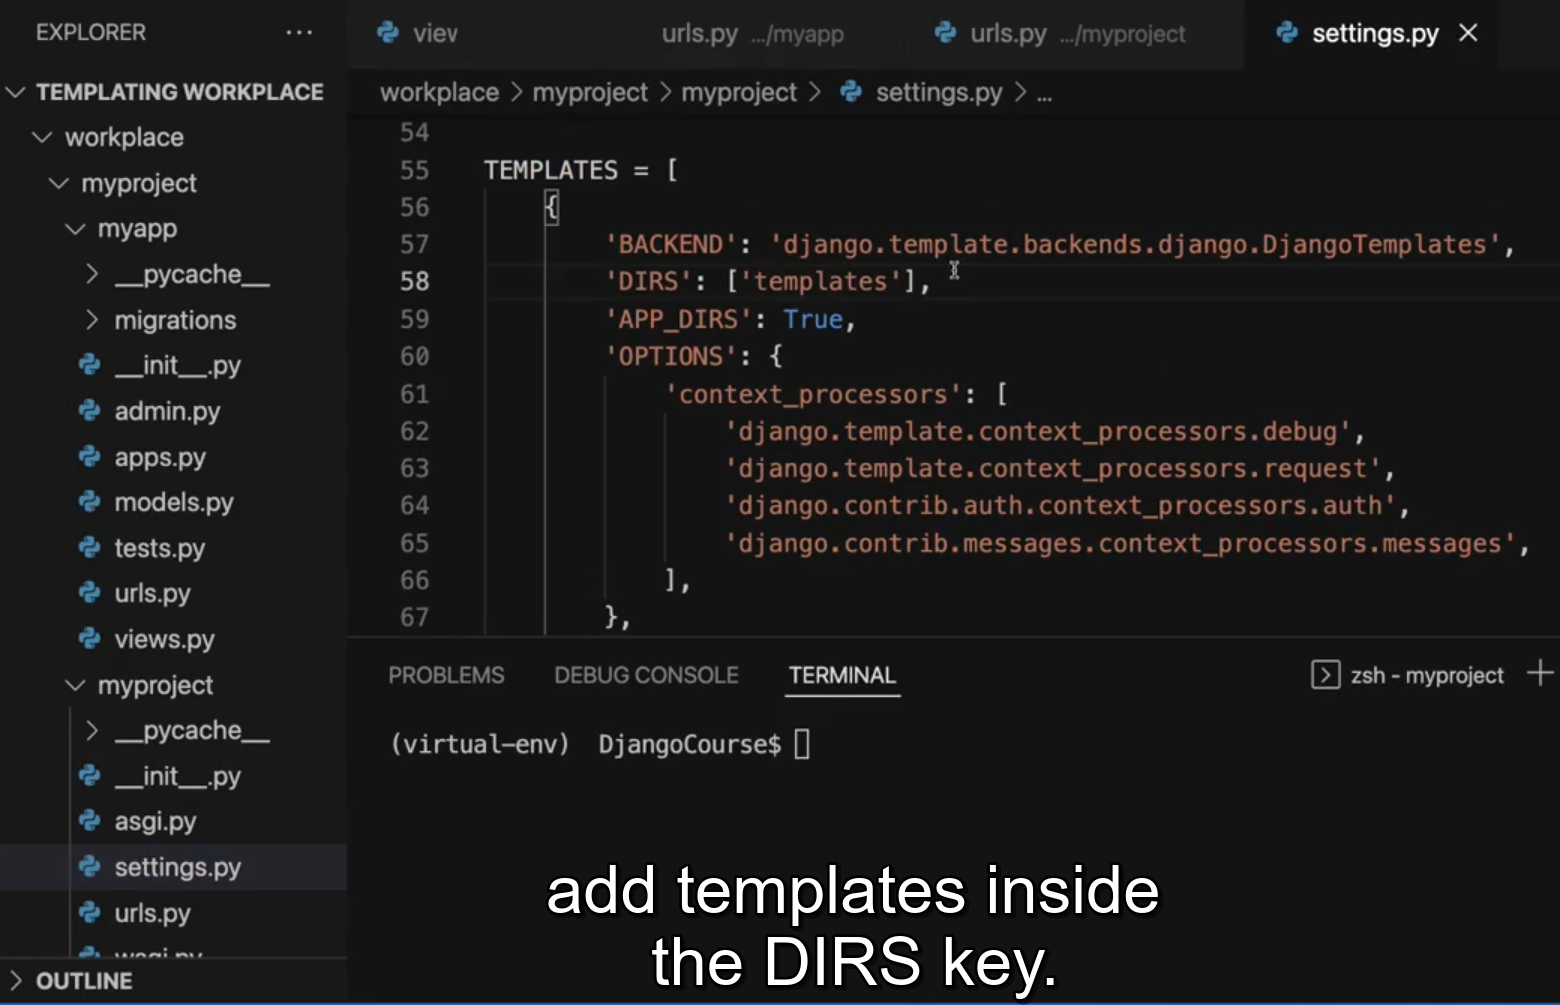 EXPLORER ...
view urls.py .../myapp urls.py .../myproject settings.py
TEMPLATING WORKPLACE
workplace
myproject
myapp
__pycache__
migrations
__init__.py
admin.py
apps.py
models.py
tests.py
urls.py
views.py
myproject
__pycache__
__init__.py
asgi.py
settings.py
urls.py
wsgi.py
OUTLINE
workplace > myproject > myproject > settings.py > ...
54
55 TEMPLATES = [
56 {
57 'BACKEND': 'django.template.backends.django.DjangoTemplates',
58 'DIRS': ['templates'],
59 'APP_DIRS': True,
60 'OPTIONS': {
61 'context_processors': [
62 'django.template.context_processors.debug',
63 'django.template.context_processors.request',
64 'django.contrib.auth.context_processors.auth',
65 'django.contrib.messages.context_processors.messages',
66 ],
67 },
PROBLEMS DEBUG CONSOLE TERMINAL zsh - myproject
(virtual-env) DjangoCourse$
add templates inside
the DIRS key.